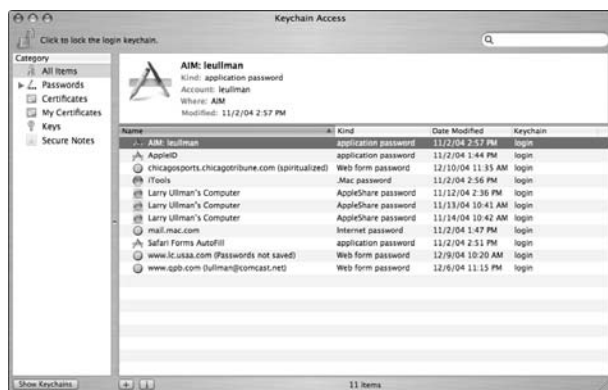 Keychain Access
Click to lock the login keychain.
Category
All Items
Passwords
Certificates
My Certificates
Keys
Secure Notes
AIM: leullman
Kind: application password
Account: leullman
Where: AIM
Modified: 11/2/04 2:57 PM
Name Kind Date Modified Keychain
AIM: leullman application password 11/2/04 2:57 PM login
AppleID application password 11/2/04 1:44 PM login
chicagosports.chicagotribune.com (spiritualized) Web form password 12/10/04 11:35 AM login
iTools .Mac password 11/2/04 2:56 PM login
Larry Ullman's Computer AppleShare password 11/12/04 2:36 PM login
Larry Ullman's Computer AppleShare password 11/13/04 10:41 AM login
Larry Ullman's Computer AppleShare password 11/14/04 10:42 AM login
mail.mac.com Internet password 11/2/04 1:47 PM login
Safari Forms AutoFill application password 11/2/04 2:51 PM login
www.lc.usaa.com (Passwords not saved) Web form password 12/9/04 10:20 AM login
www.qpb.com (lullman@comcast.net) Web form password 12/6/04 11:15 PM login
Show Keychains + i 11 items